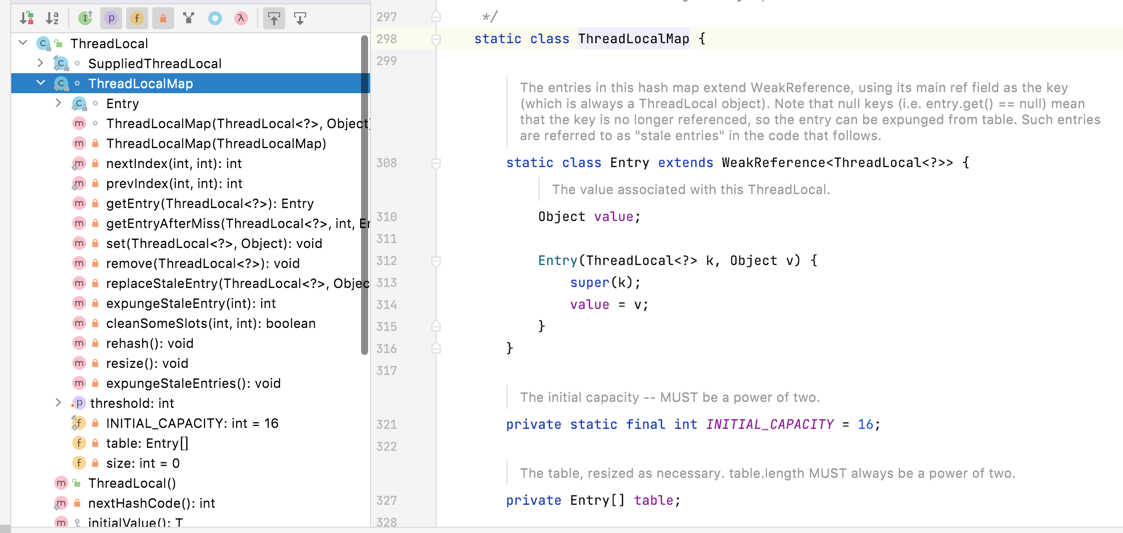 ThreadLocal
SuppliedThreadLocal
ThreadLocalMap
Entry
ThreadLocalMap(ThreadLocal<?>, Object)
ThreadLocalMap(ThreadLocalMap)
nextIndex(int, int): int
prevIndex(int, int): int
getEntry(ThreadLocal<?>): Entry
getEntryAfterMiss(ThreadLocal<?>, int, En
set(ThreadLocal<?>, Object): void
remove(ThreadLocal<?>): void
replaceStaleEntry(ThreadLocal<?>, Objec
expungeStaleEntry(int): int
cleanSomeSlots(int, int): boolean
rehash(): void
resize(): void
expungeStaleEntries(): void
threshold: int
INITIAL_CAPACITY: int = 16
table: Entry[]
size: int = 0
ThreadLocal()
nextHashCode(): int
initialValue(): T
297 */
298 static class ThreadLocalMap {
299
The entries in this hash map extend WeakReference, using its main ref field as the key
(which is always a ThreadLocal object). Note that null keys (i.e. entry.get() == null) mean
that the key is no longer referenced, so the entry can be expunged from table. Such entries
are referred to as "stale entries" in the code that follows.
308 static class Entry extends WeakReference<ThreadLocal<?>> {
The value associated with this ThreadLocal.
310 Object value;
311
312 Entry(ThreadLocal<?> k, Object v) {
313 super(k);
314 value = v;
315 }
316 }
317
The initial capacity -- MUST be a power of two.
321 private static final int INITIAL_CAPACITY = 16;
322
The table, resized as necessary. table.length MUST always be a power of two.
327 private Entry[] table;
328